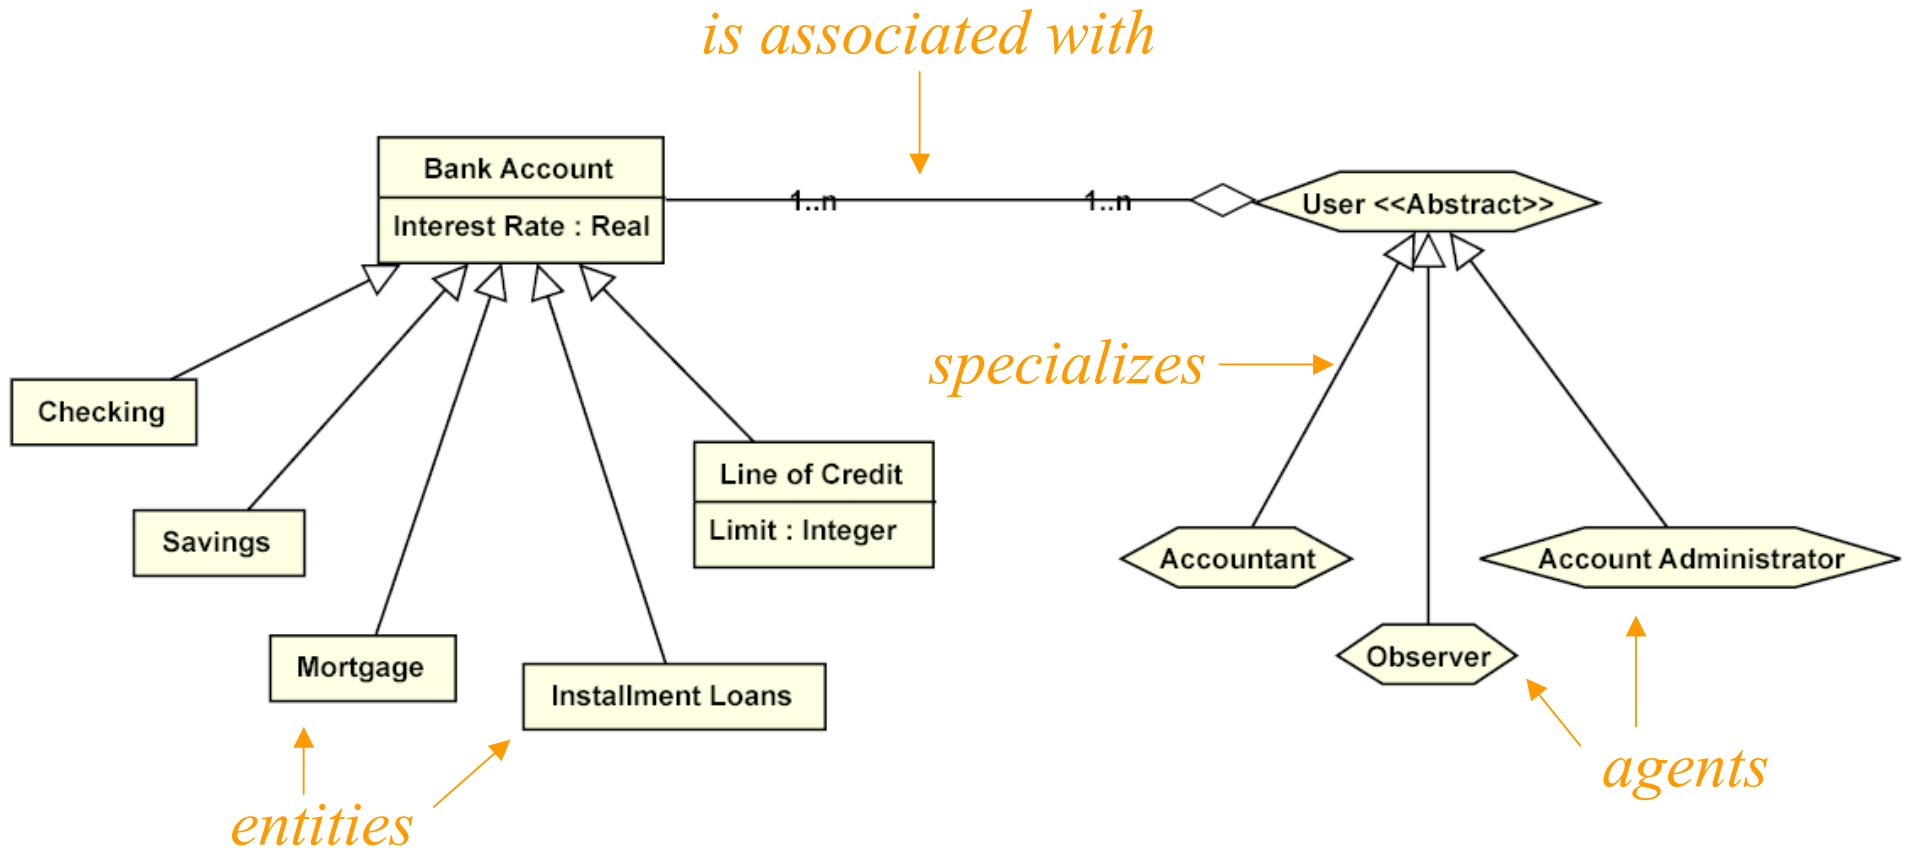 is associated with
Bank Account
Interest Rate : Real
1..n
1..n
User <<Abstract>>
specializes
Checking
Savings
Line of Credit
Limit : Integer
Accountant
Account Administrator
Mortgage
Installment Loans
Observer
agents
entities